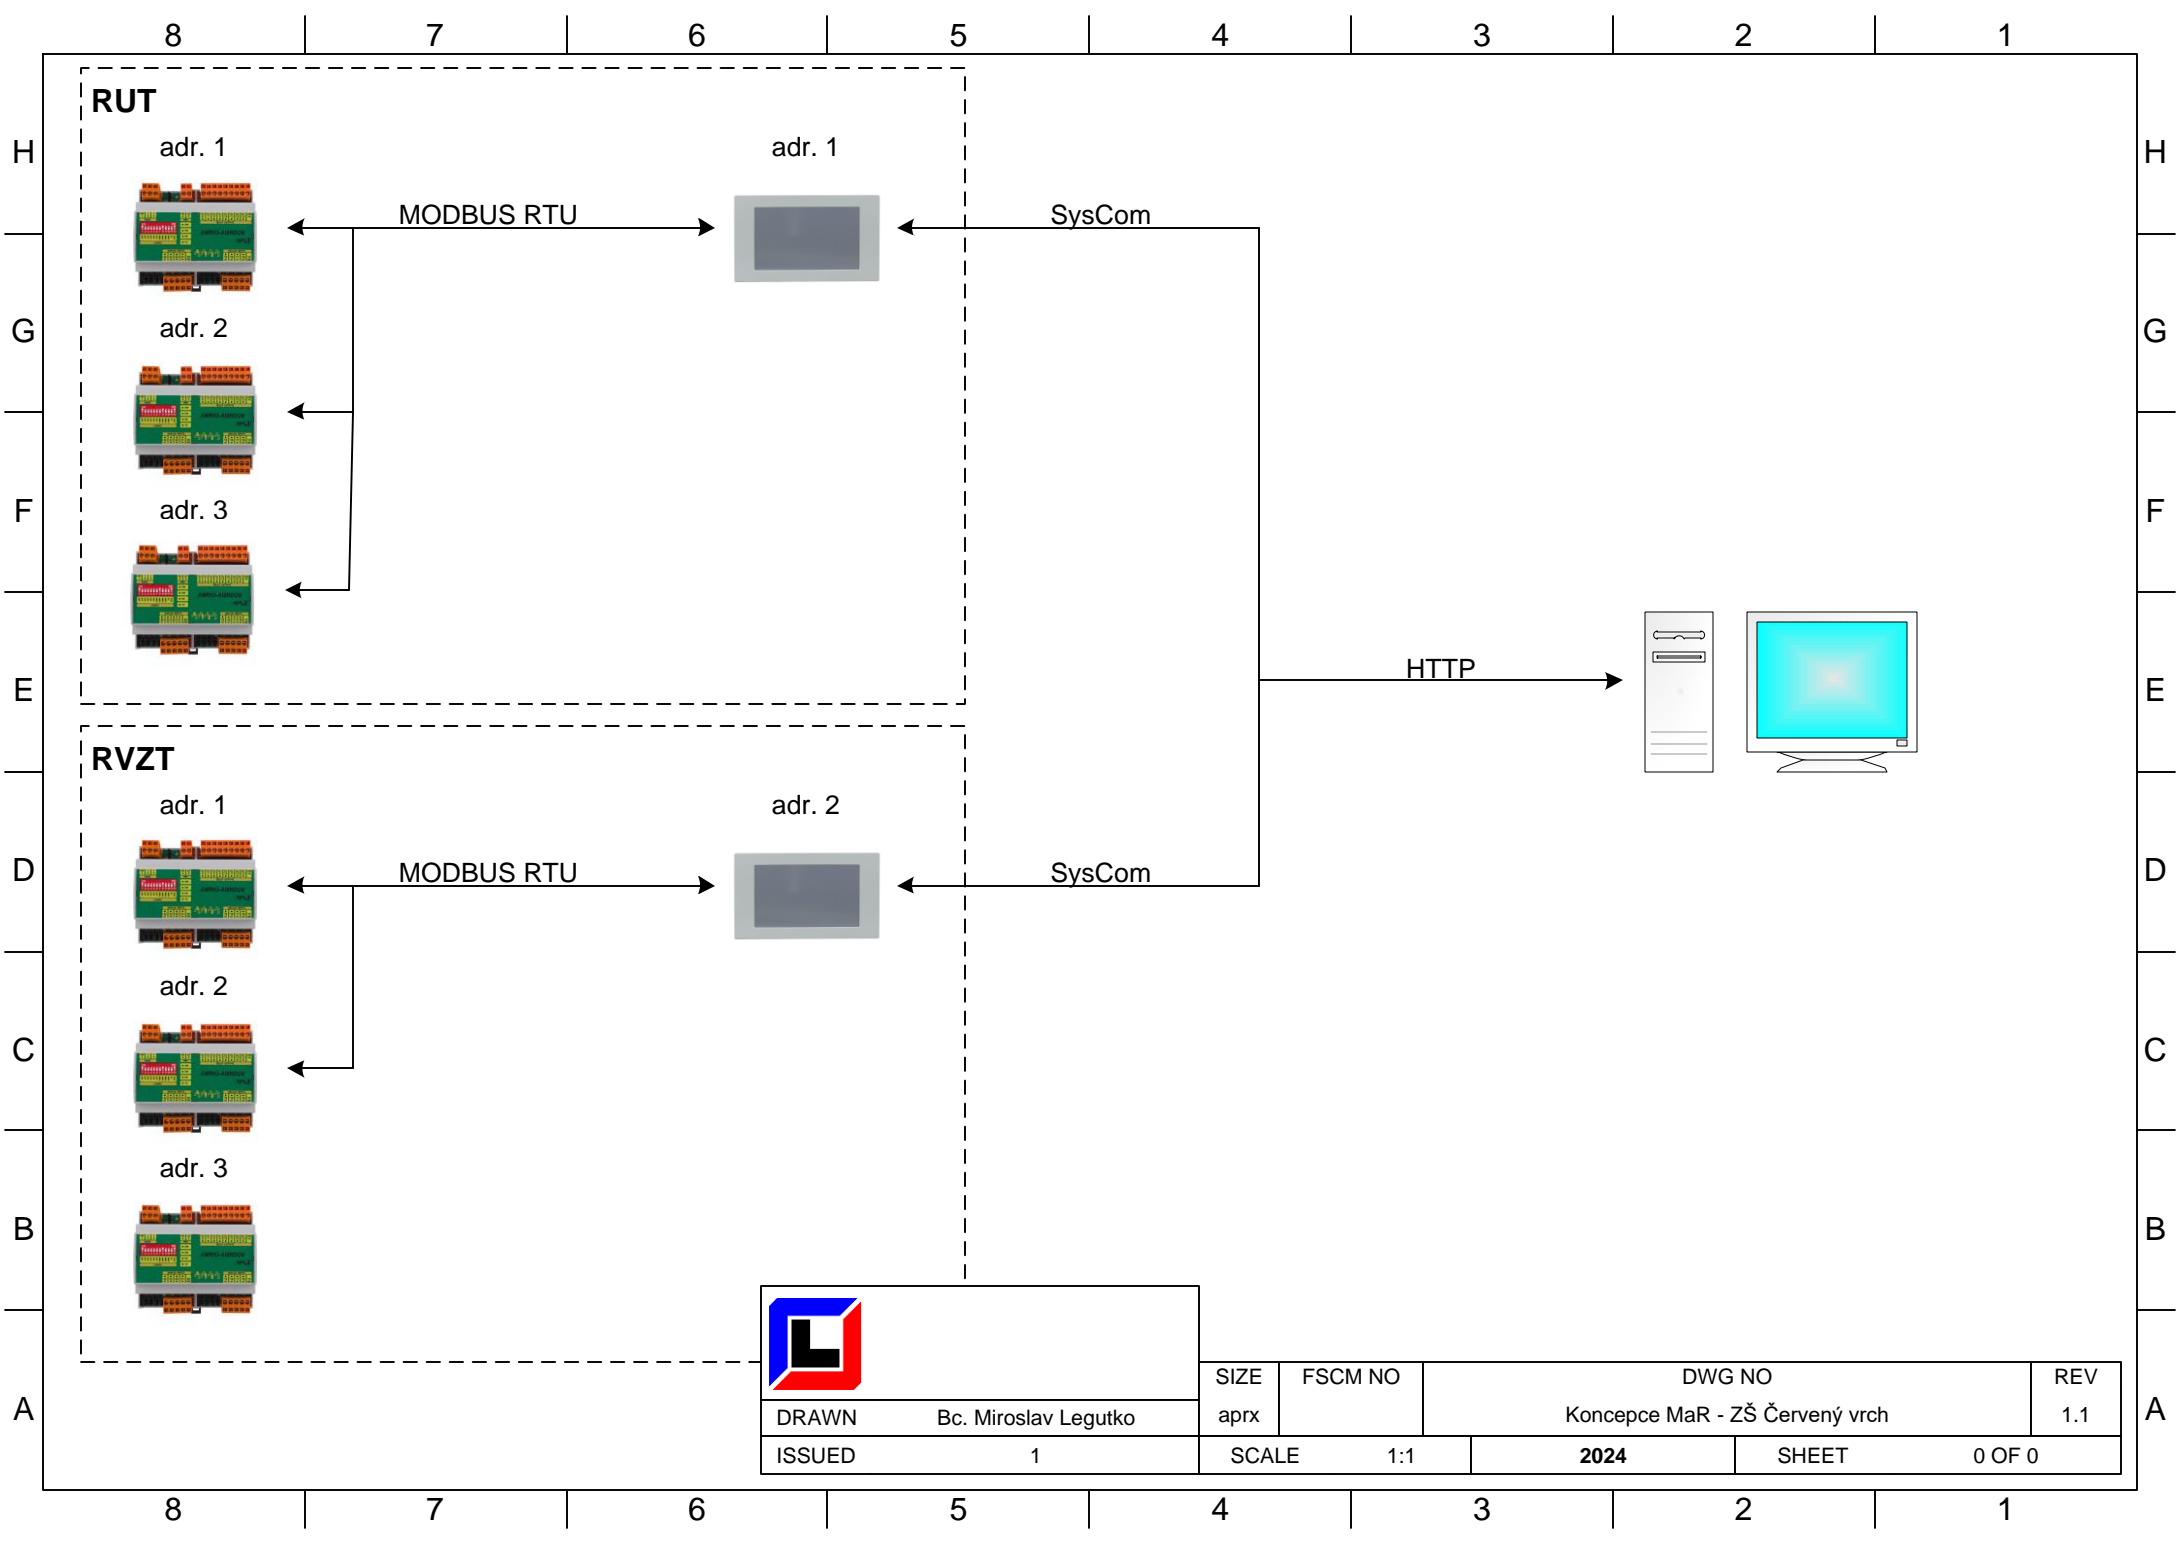 8 7 6 5 4 3 2 1
RUT
H adr. 1 adr. 1 H
MODBUS RTU SysCom
G adr. 2 G
F adr. 3 F
HTTP
E E
RVZT
adr. 1 adr. 2
D MODBUS RTU SysCom D
adr. 2
C C
adr. 3
B B
SIZE FSCM NO DWG NO REV
A DRAWN Bc. Miroslav Legutko aprx Koncepce MaR - ZŠ Červený vrch 1.1 A
ISSUED 1 SCALE 1:1 2024 SHEET 0 OF 0
8 7 6 5 4 3 2 1